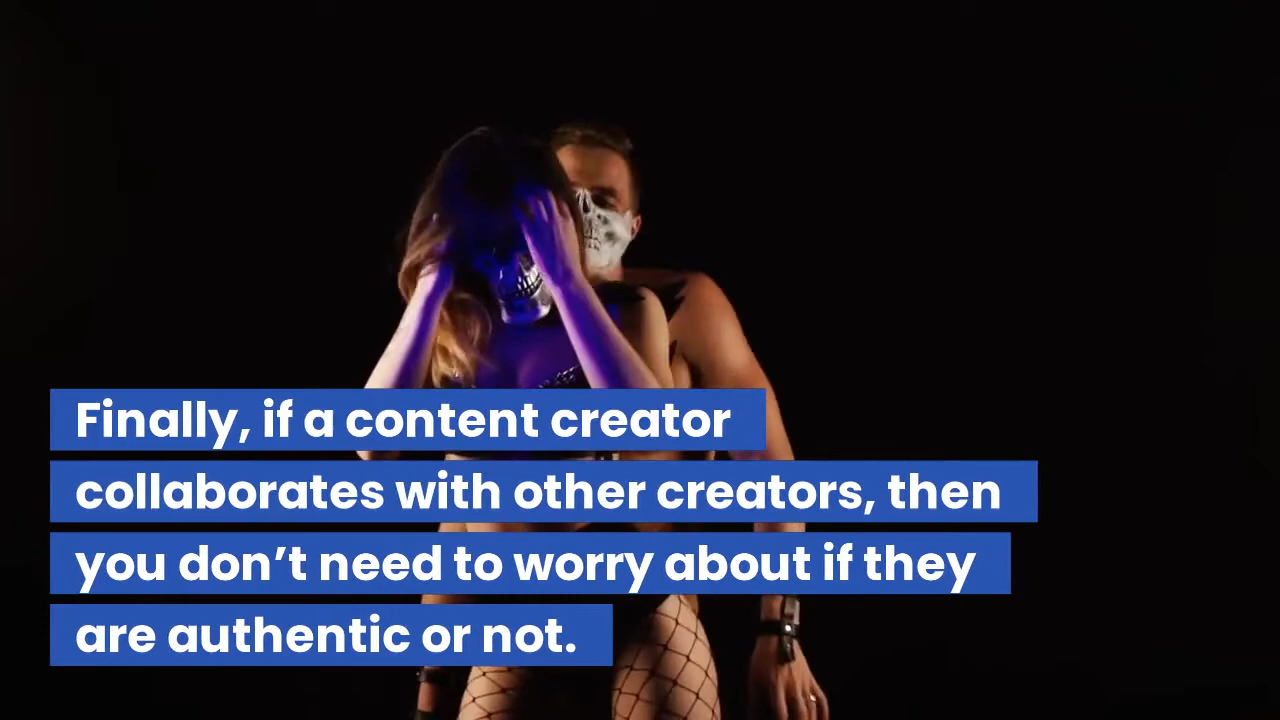 Finally, if a content creator
collaborates with other creators, then
you don’t need to worry about if they
are authentic or not.